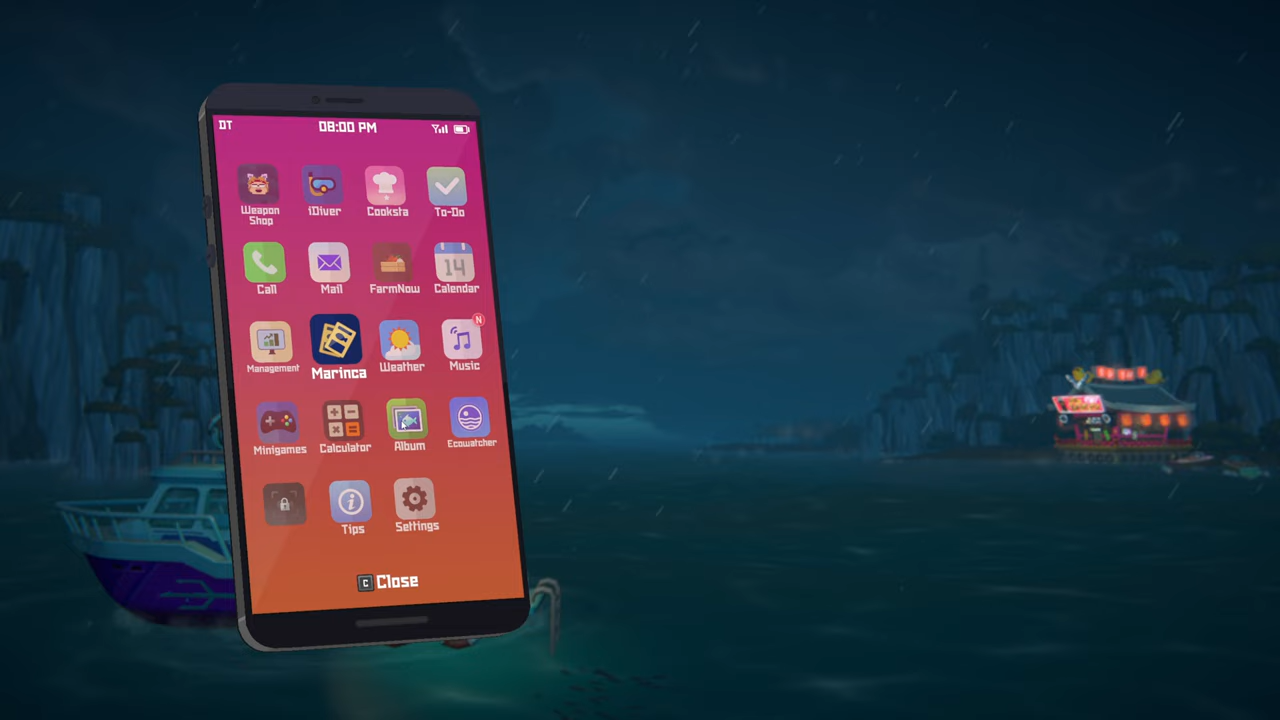 DT
08:00 PM
Weapon
Shop
iDiver
Cooksta
To-Do
Call
Mail
FarmNow
14
Calendar
Management
Marinca
Weather
N
Music
Minigames
Calculator
Album
Ecowatcher
Tips
Settings
C Close